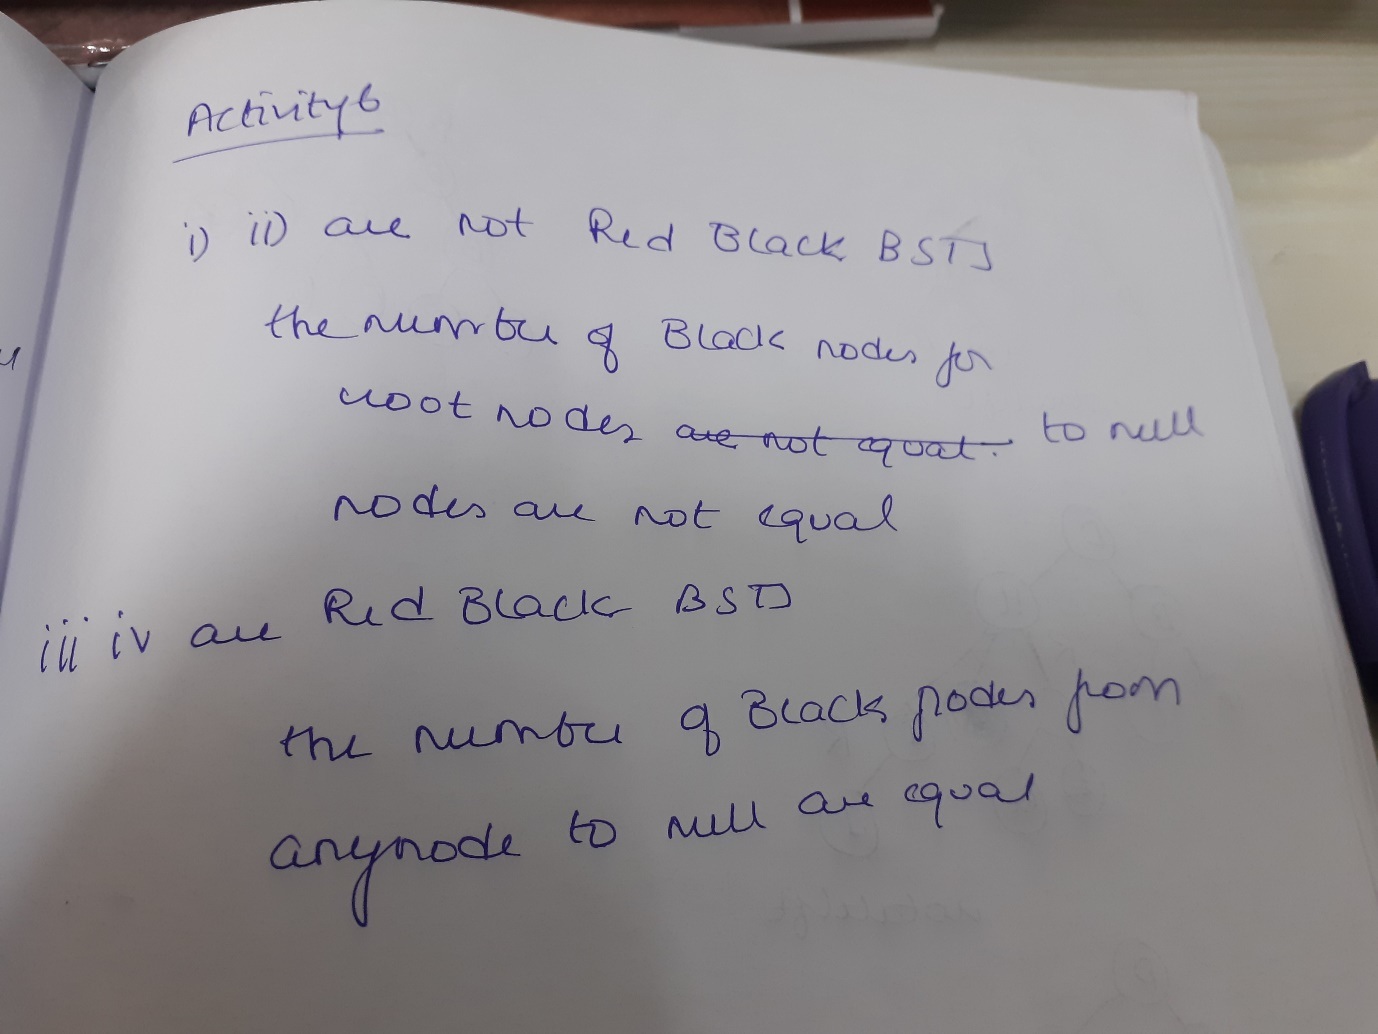 Activity 6
i) ii) are not Red Black BSTs
the number of Black nodes for
root nodes are not equal. to null
nodes are not equal
iii iv are Red Black BSTs
the number of Black nodes from
anynode to null are equal